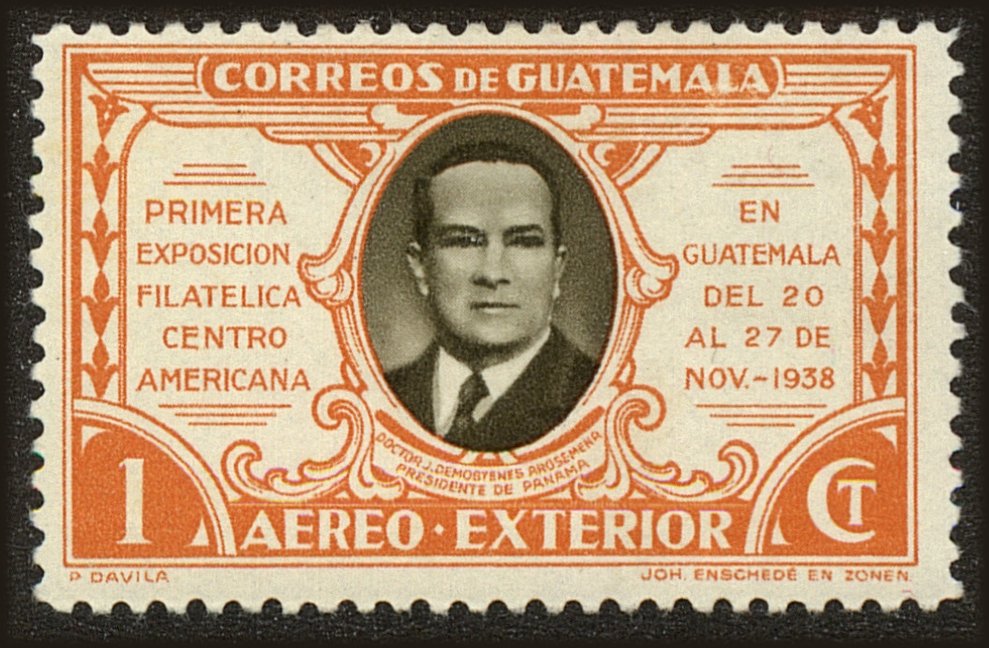 CORREOS DE GUATEMALA
PRIMERA
EXPOSICION
FILATELICA
CENTRO
AMERICANA
EN
GUATEMALA
DEL 20
AL 27 DE
NOV.-1938
DOCTOR J. DEMOSTENES AROSEMENA
PRESIDENTE DE PANAMA
1
CT
AEREO · EXTERIOR
P DAVILA
JOH. ENSCHEDÉ EN ZONEN.